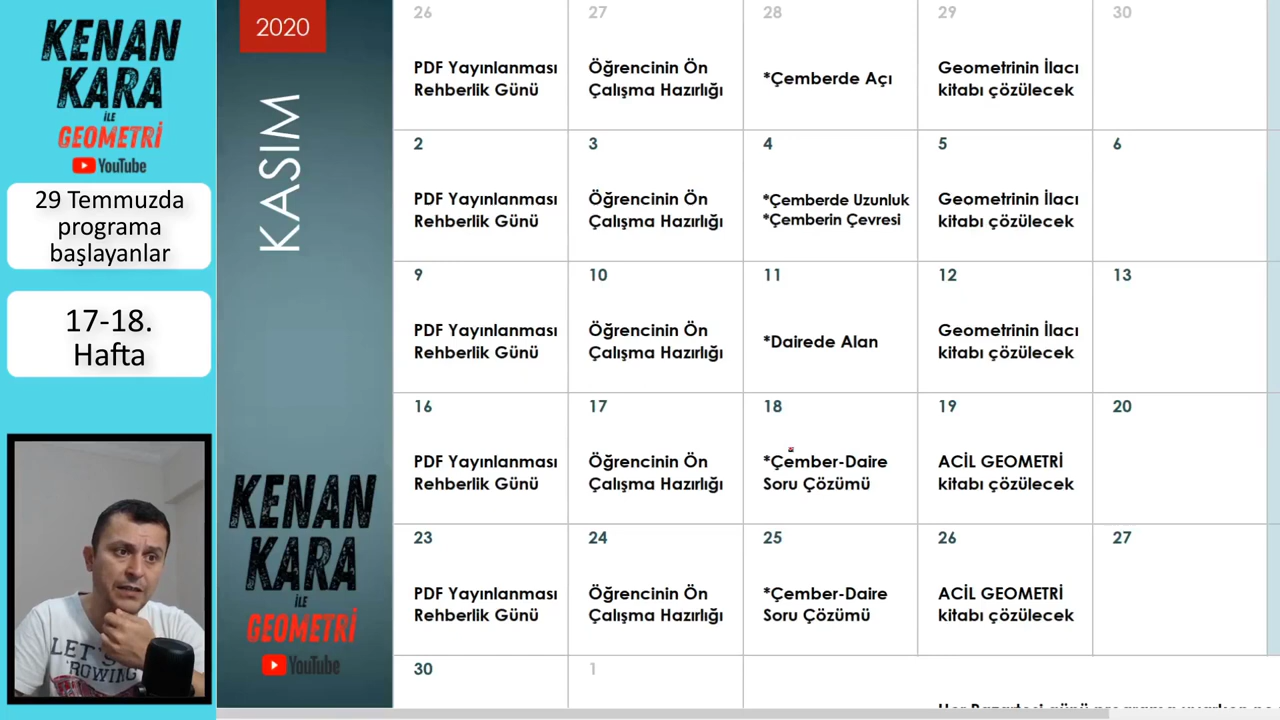 KENAN
KARA
İLE
GEOMETRİ
YouTube
29 Temmuzda
programa
başlayanlar
17-18.
Hafta
LET'S
'ROWING
2020
KASIM
KENAN
KARA
İLE
GEOMETRİ
YouTube
26
27
28
29
30
PDF Yayınlanması
Rehberlik Günü
Öğrencinin Ön
Çalışma Hazırlığı
*Çemberde Açı
Geometrinin İlacı
kitabı çözülecek
2
3
4
5
6
PDF Yayınlanması
Rehberlik Günü
Öğrencinin Ön
Çalışma Hazırlığı
*Çemberde Uzunluk
*Çemberin Çevresi
Geometrinin İlacı
kitabı çözülecek
9
10
11
12
13
PDF Yayınlanması
Rehberlik Günü
Öğrencinin Ön
Çalışma Hazırlığı
*Dairede Alan
Geometrinin İlacı
kitabı çözülecek
16
17
18
19
20
PDF Yayınlanması
Rehberlik Günü
Öğrencinin Ön
Çalışma Hazırlığı
*Çember-Daire
Soru Çözümü
ACİL GEOMETRİ
kitabı çözülecek
23
24
25
26
27
PDF Yayınlanması
Rehberlik Günü
Öğrencinin Ön
Çalışma Hazırlığı
*Çember-Daire
Soru Çözümü
ACİL GEOMETRİ
kitabı çözülecek
30
1